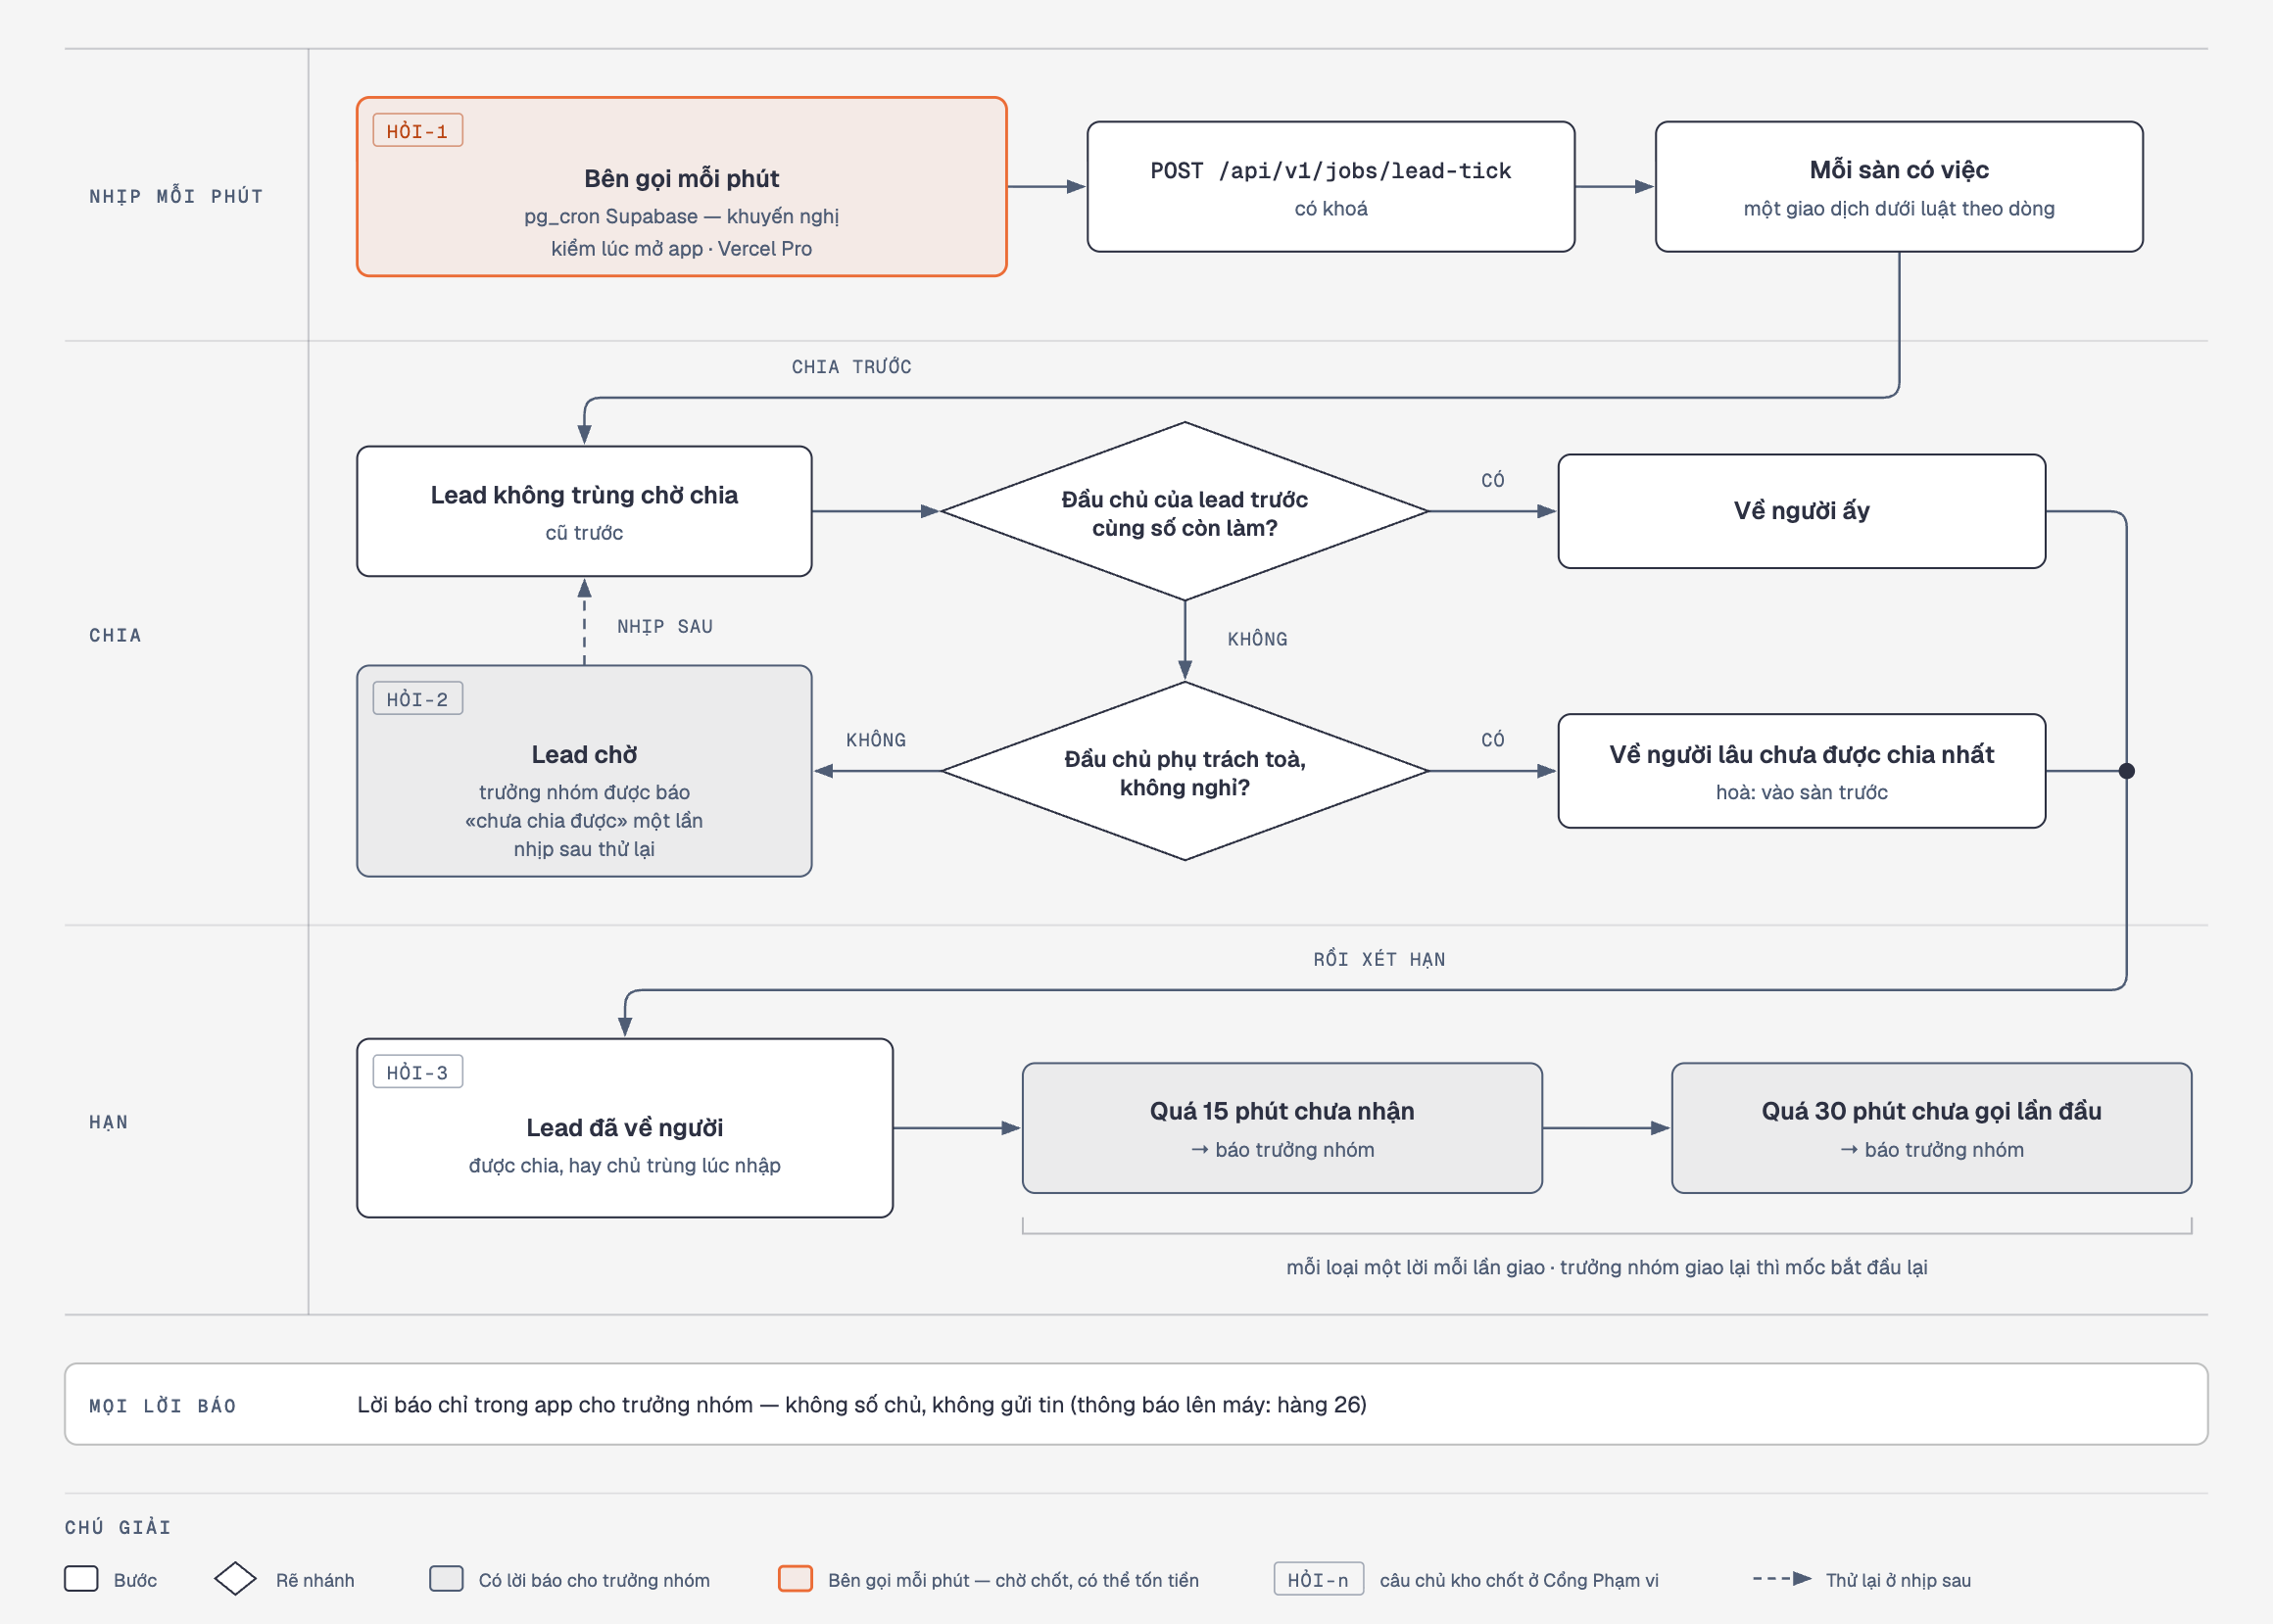 NHỊP MỖI PHÚT
HỎI-1
Bên gọi mỗi phút
pg_cron Supabase — khuyến nghị
kiểm lúc mở app · Vercel Pro
POST /api/v1/jobs/lead-tick
có khoá
Mỗi sàn có việc
một giao dịch dưới luật theo dòng
CHIA
CHIA TRƯỚC
Lead không trùng chờ chia
cũ trước
Đầu chủ của lead trước
cùng số còn làm?
CÓ
Về người ấy
NHỊP SAU
KHÔNG
HỎI-2
Lead chờ
trưởng nhóm được báo
«chưa chia được» một lần
nhịp sau thử lại
KHÔNG
Đầu chủ phụ trách toà,
không nghỉ?
CÓ
Về người lâu chưa được chia nhất
hoà: vào sàn trước
HẠN
RỒI XÉT HẠN
HỎI-3
Lead đã về người
được chia, hay chủ trùng lúc nhập
Quá 15 phút chưa nhận
→ báo trưởng nhóm
Quá 30 phút chưa gọi lần đầu
→ báo trưởng nhóm
mỗi loại một lời mỗi lần giao · trưởng nhóm giao lại thì mốc bắt đầu lại
MỌI LỜI BÁO
Lời báo chỉ trong app cho trưởng nhóm — không số chủ, không gửi tin (thông báo lên máy: hàng 26)
CHÚ GIẢI
Bước
Rẽ nhánh
Có lời báo cho trưởng nhóm
Bên gọi mỗi phút — chờ chốt, có thể tốn tiền
HỎI-n
câu chủ kho chốt ở Cổng Phạm vi
Thử lại ở nhịp sau